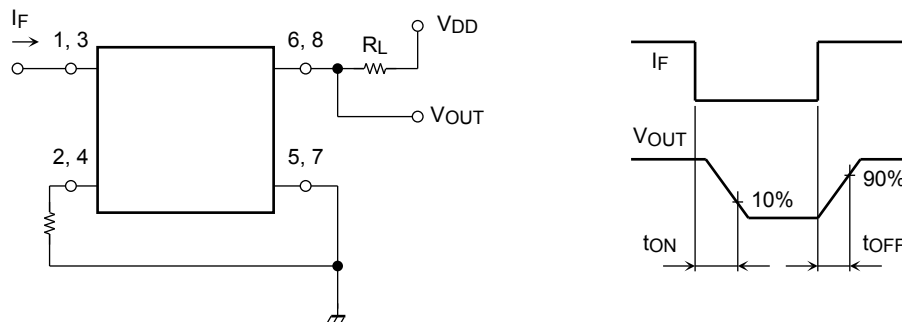 IF
1, 3
6, 8
RL
VDD
VOUT
2, 4
5, 7
IF
VOUT
10%
90%
tON
tOFF